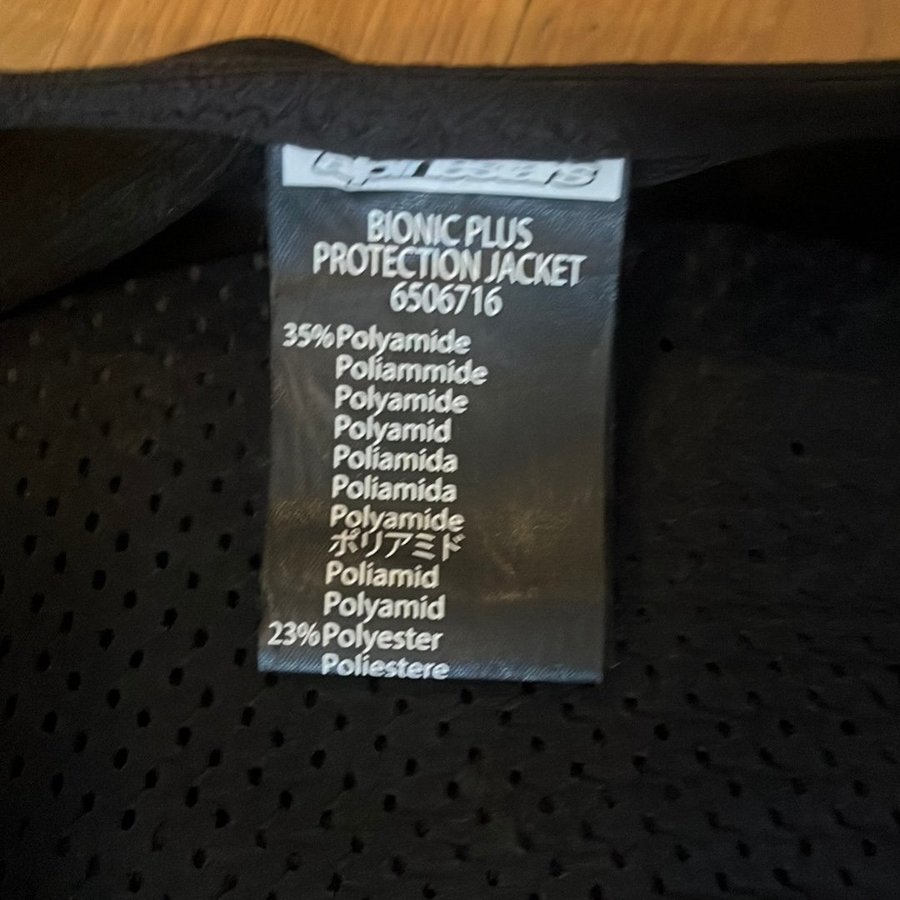 alpinestars
BIONIC PLUS
PROTECTION JACKET
6506716
35% Polyamide
Poliammide
Polyamide
Polyamid
Poliamida
Poliamida
Polyamide
ポリアミド
Poliamid
Polyamid
23% Polyester
Poliestere